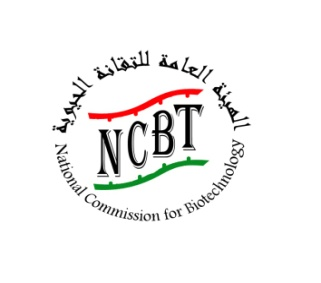 الهيئة العامة للتقانة الحيوية
NCBT
National Commission for Biotechnology